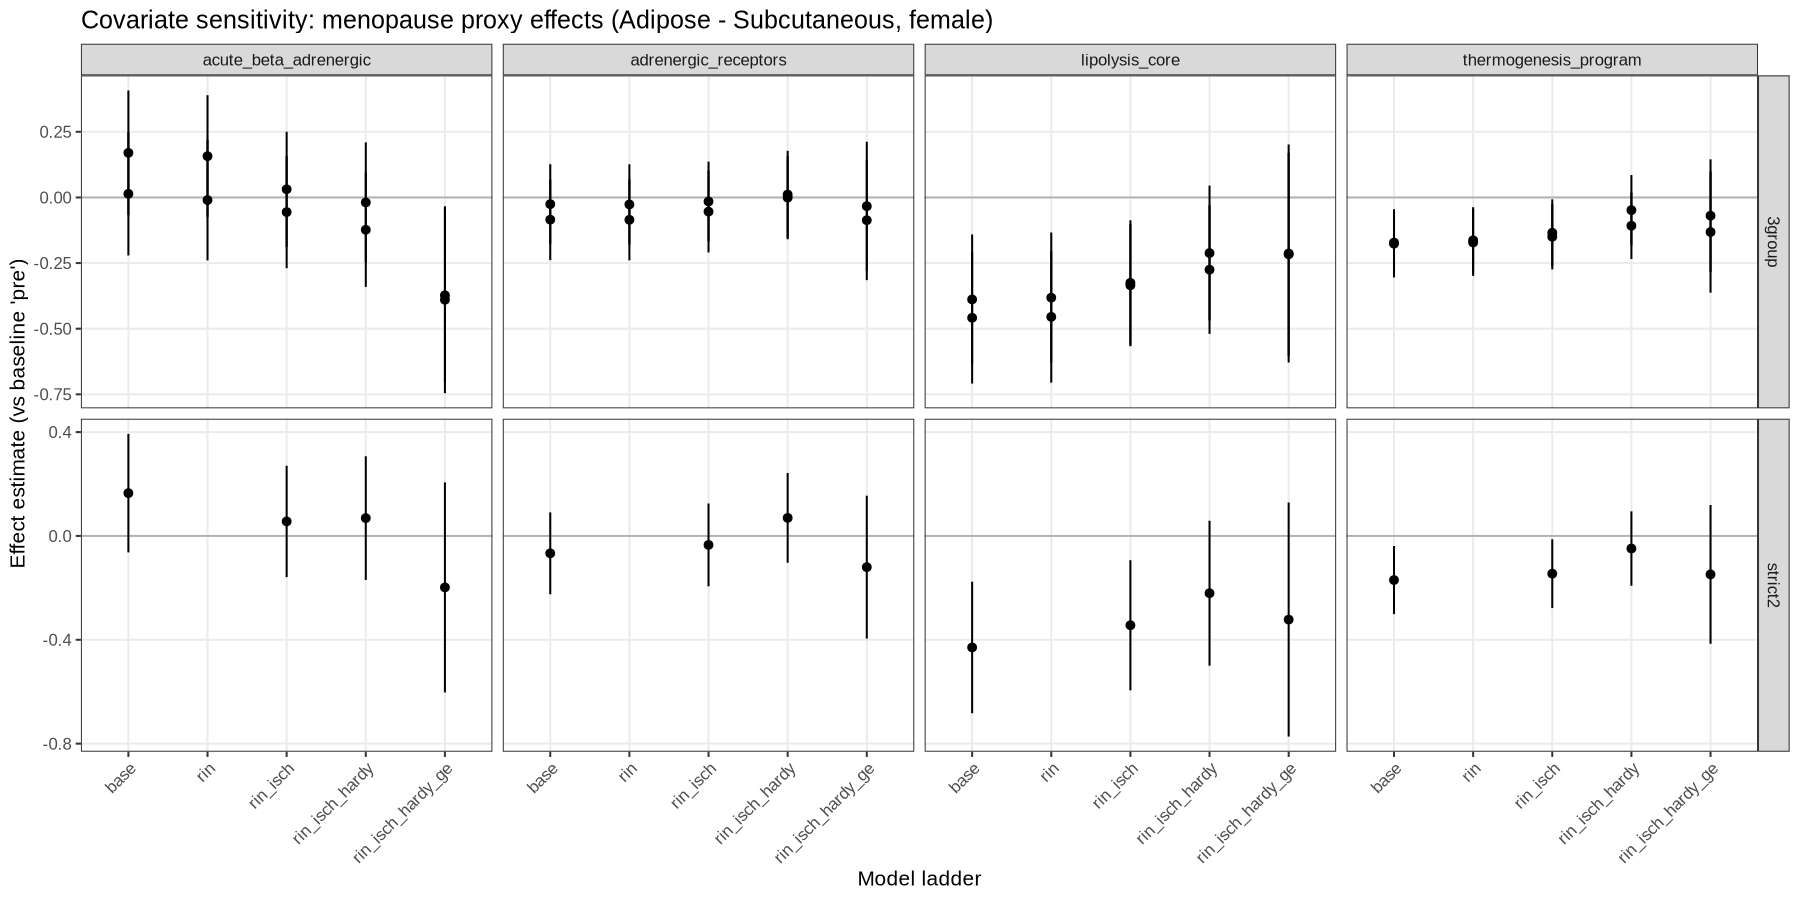 Covariate sensitivity: menopause proxy effects (Adipose - Subcutaneous, female)
acute_beta_adrenergic
adrenergic_receptors
lipolysis_core
thermogenesis_program
Effect estimate (vs baseline 'pre')
0.25
0.00
-0.25
-0.50
-0.75
3group
0.4
0.0
-0.4
-0.8
strict2
base
rin
rin_isch
rin_isch_hardy
rin_isch_hardy_ge
base
rin
rin_isch
rin_isch_hardy
rin_isch_hardy_ge
base
rin
rin_isch
rin_isch_hardy
rin_isch_hardy_ge
base
rin
rin_isch
rin_isch_hardy
rin_isch_hardy_ge
Model ladder